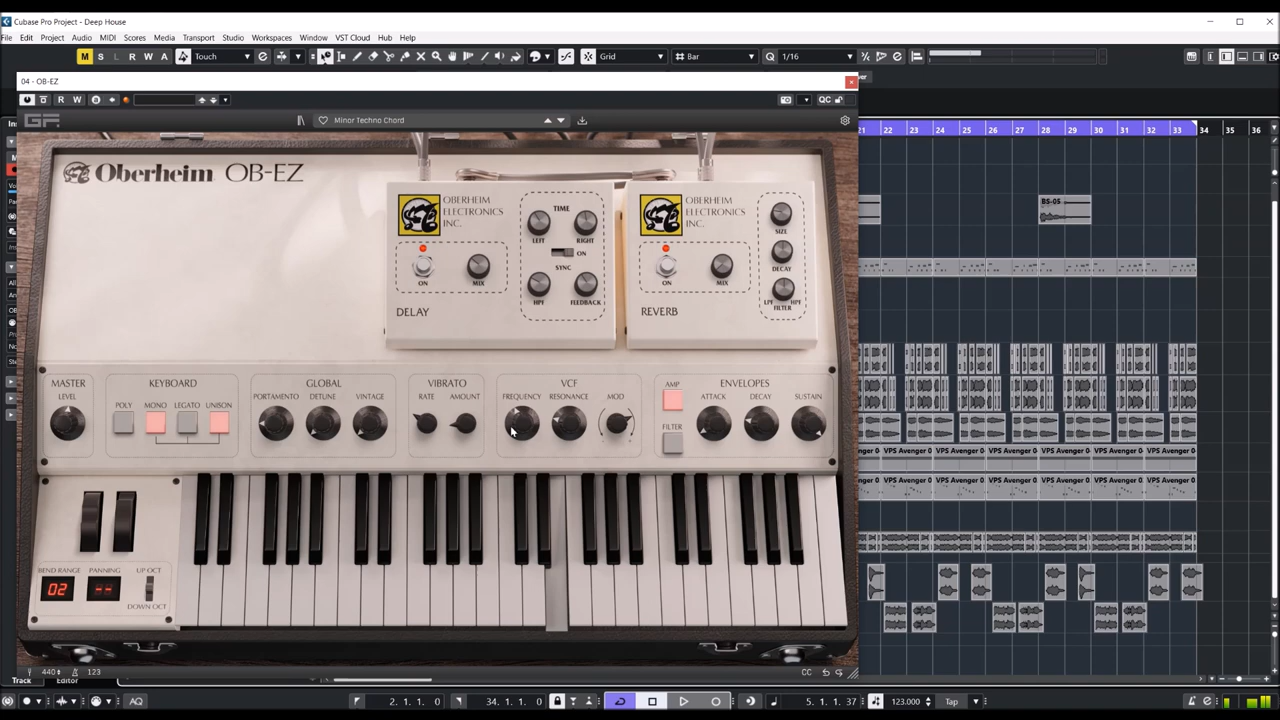 Cubase Pro Project - Deep House
File Edit Project Audio MIDI Scores Media Transport Studio Workspaces Window VST Cloud Hub Help
M S L R W A Touch Grid Bar Q 1/16
04 - OB-EZ
R W QC
GF Minor Techno Chord
21 22 23 24 25 26 27 28 29 30 31 32 33 34 35 36
Oberheim OB-EZ
OBERHEIM
ELECTRONICS
INC.
TIME
LEFT RIGHT
ON
SYNC
ON MIX
HPF FEEDBACK
DELAY
OBERHEIM
ELECTRONICS
INC.
SIZE
DECAY
ON MIX
LPF HPF
FILTER
REVERB
BS-05
MASTER
LEVEL
KEYBOARD
POLY MONO LEGATO UNISON
GLOBAL
PORTAMENTO DETUNE VINTAGE
VIBRATO
RATE AMOUNT
VCF
FREQUENCY RESONANCE MOD
AMP
FILTER
ENVELOPES
ATTACK DECAY SUSTAIN
VPS Avenger 0 VPS Avenger 0 VPS Avenger 0 VPS Avenger 0 VPS Avenger 0 VPS Avenger 0
VPS Avenger 0 VPS Avenger 0 VPS Avenger 0 VPS Avenger 0 VPS Avenger 0 VPS Avenger 0
BEND RANGE PANNING UP OCT
02 --
DOWN OCT
440 123 CC
Track Editor
AQ 2. 1. 1. 0 34. 1. 1. 0 5. 1. 1. 37 123.000 Tap